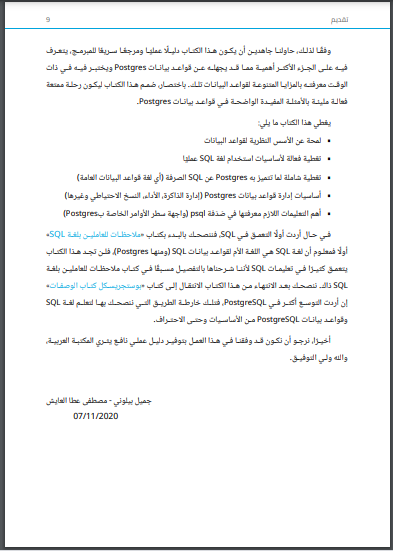 تقديم
9
وفقًا لذلك، حاولنا جاهدين أن يكون هذا الكتاب دليلًا عمليًا ومرجعًا سريعًا للمبرمج، يتعرف
فيه على الجزء الأكثر أهمية مما قد يجهله عن قواعد بيانات Postgres ويختبر فيه في ذات
الوقت معرفته بالمزايا المتنوعة لقواعد البيانات تلك. باختصار، صمم هذا الكتاب ليكون رحلة ممتعة
فعالة مليئة بالأمثلة المفيدة الواضحة في قواعد بيانات Postgres.
يغطي هذا الكتاب ما يلي:
• لمحة عن الأسس النظرية لقواعد البيانات
• تغطية فعالة لأساسيات استخدام لغة SQL عمليًا
• تغطية شاملة لما تتميز به Postgres عن SQL الصرفة (أي لغة قواعد البيانات العامة)
• أساسيات إدارة قواعد بيانات Postgres (إدارة الذاكرة، الأداء، النسخ الاحتياطي وغيرها)
• أهم التعليمات اللازم معرفتها في صدفة psql (واجهة سطر الأوامر الخاصة بـPostgres)
في حال أردت أولًا التعمق في SQL، فننصحك بالبدء بكتاب «ملاحظات للعاملين بلغة SQL»
أولًا فمعلوم أن لغة SQL هي اللغة الأم لقواعد بيانات SQL (ومنها Postgres)، فلن تجد هذا الكتاب
يتعمق كثيرًا في تعليمات SQL لأننا شرحناها بالتفصيل مسبقًا في كتاب ملاحظات للعاملين بلغة
SQL ذاك. ننصحك بعد الانتهاء من هذا الكتاب الانتقال إلى كتاب «بوستجريسكل كتاب الوصفات»
إن أردت التوسع أكثر في PostgreSQL، فتلك خارطة الطريق التي ننصحك بها لتعلم لغة SQL
وقواعد بيانات PostgreSQL من الأساسيات وحتى الاحتراف.
أخيرًا، نرجو أن نكون قد وفقنا في هذا العمل بتوفير دليل عملي نافع يثري المكتبة العربية،
والله ولي التوفيق.
جميل بيلوني - مصطفى عطا العايش
07/11/2020